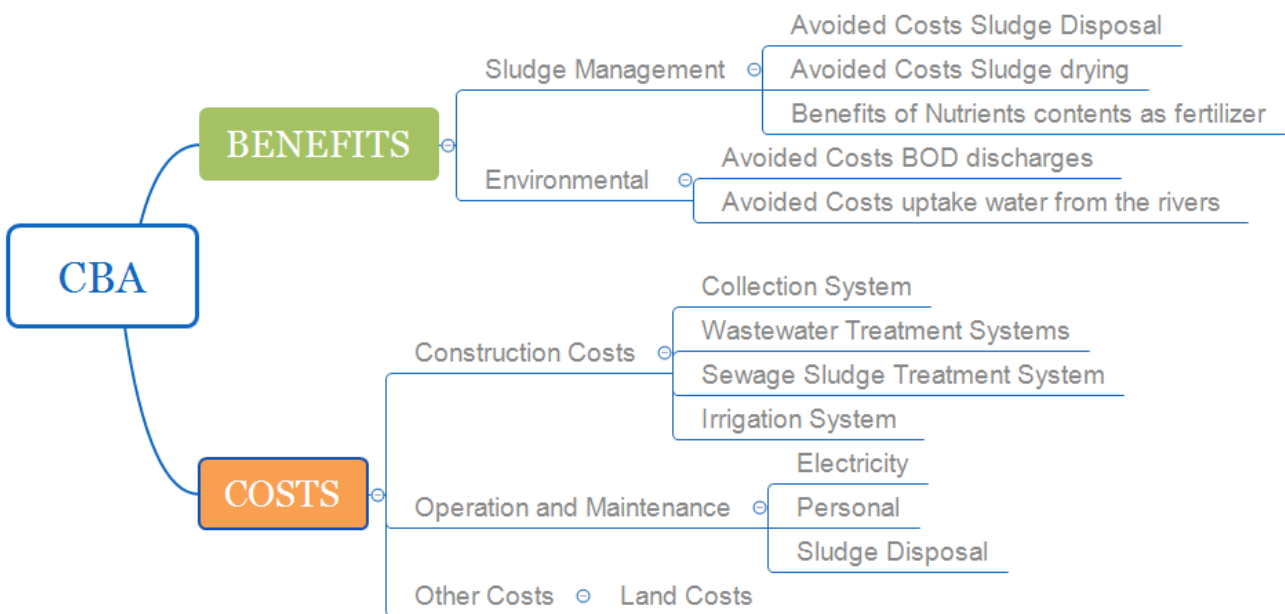 Avoided Costs Sludge Disposal
Sludge Management
Avoided Costs Sludge drying
Benefits of Nutrients contents as fertilizer
BENEFITS
Avoided Costs BOD discharges
Environmental
Avoided Costs uptake water from the rivers
CBA
Collection System
Construction Costs
Wastewater Treatment Systems
Sewage Sludge Treatment System
Irrigation System
COSTS
Electricity
Operation and Maintenance
Personal
Sludge Disposal
Other Costs
Land Costs